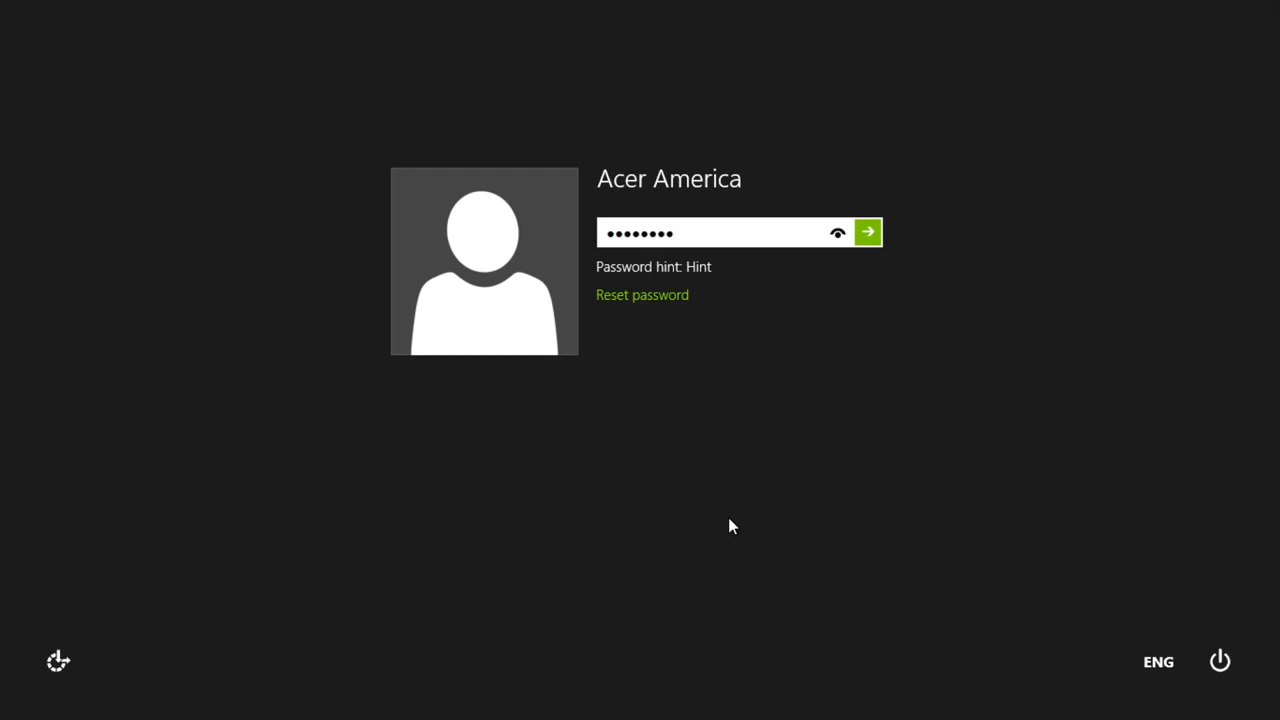 Acer America
••••••••
Password hint: Hint
Reset password
ENG